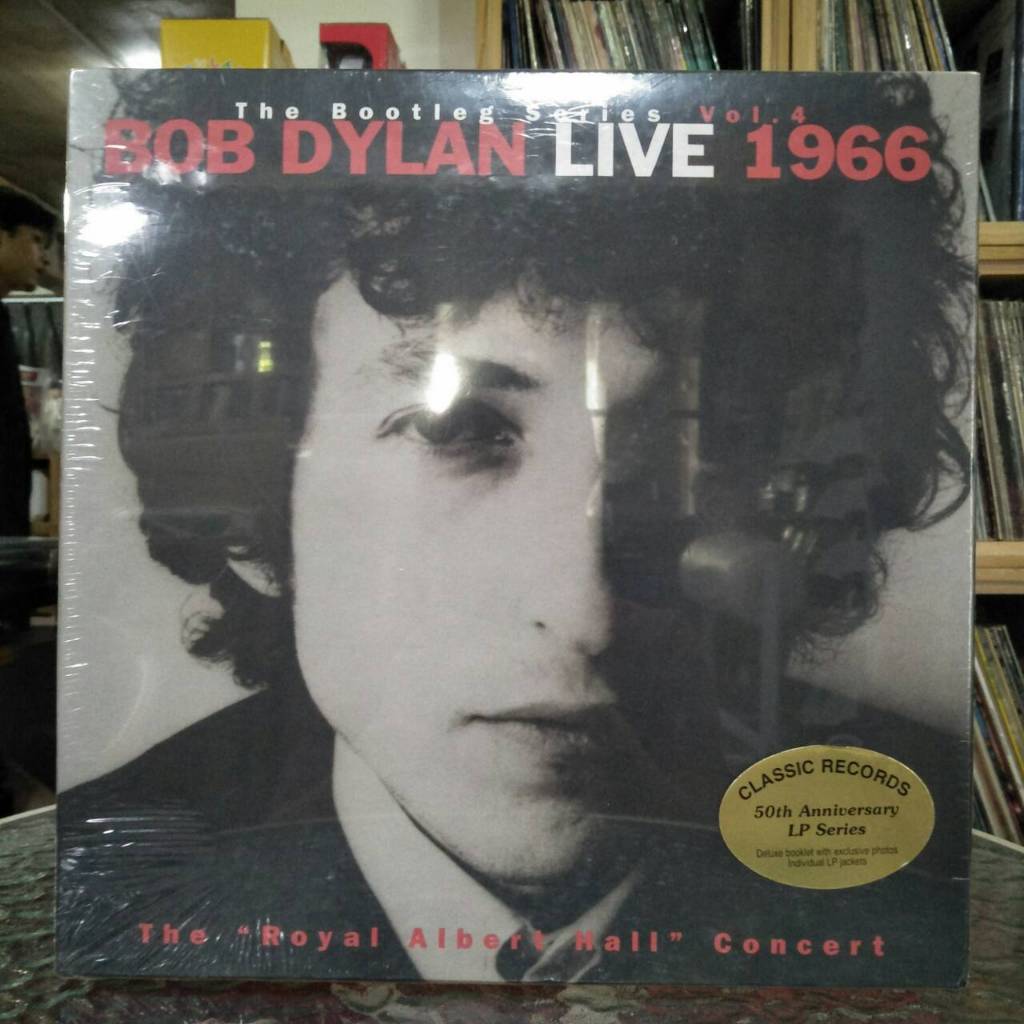 The Bootleg Series Vol.4
BOB DYLAN LIVE 1966
CLASSIC RECORDS
50th Anniversary
LP Series
Deluxe booklet with exclusive photos
Individual LP jackets
The "Royal Albert Hall" Concert